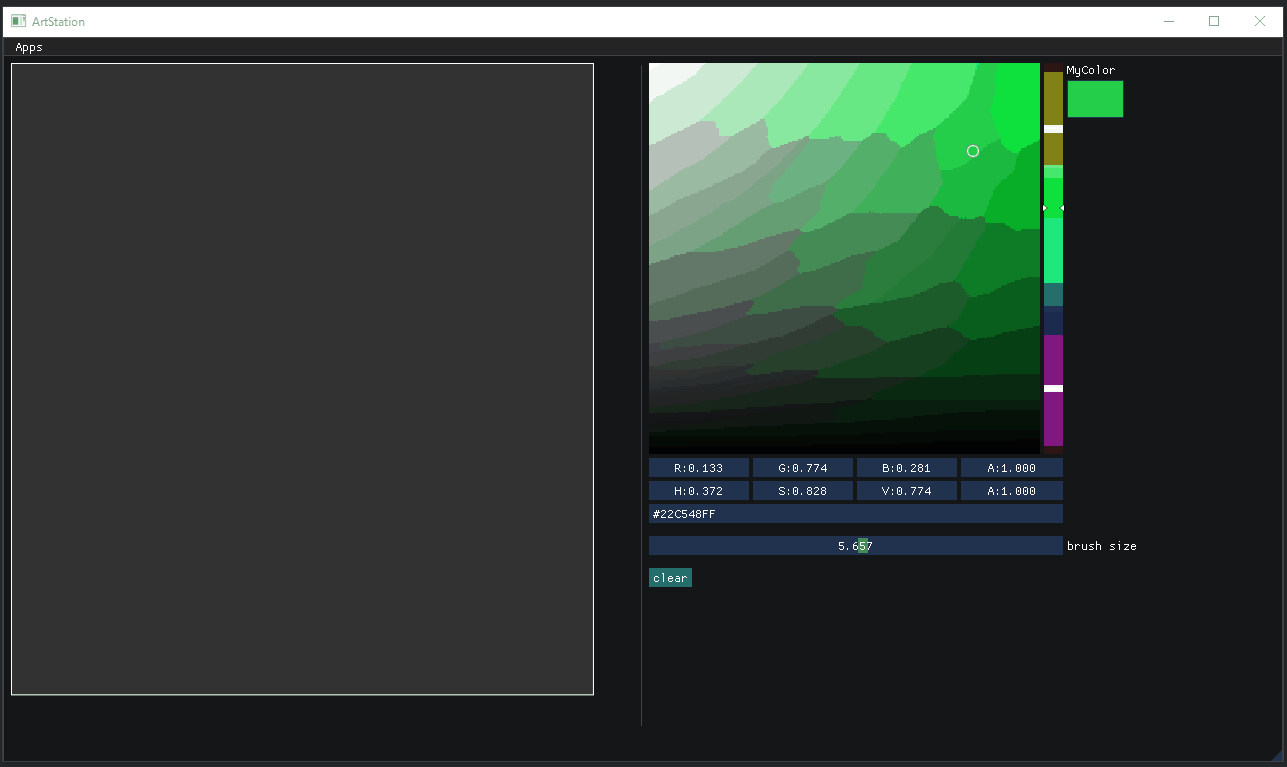 ArtStation
Apps
MyColor
R:0.133 G:0.774 B:0.281 A:1.000
H:0.372 S:0.828 V:0.774 A:1.000
#22C548FF
5.657 brush size
clear